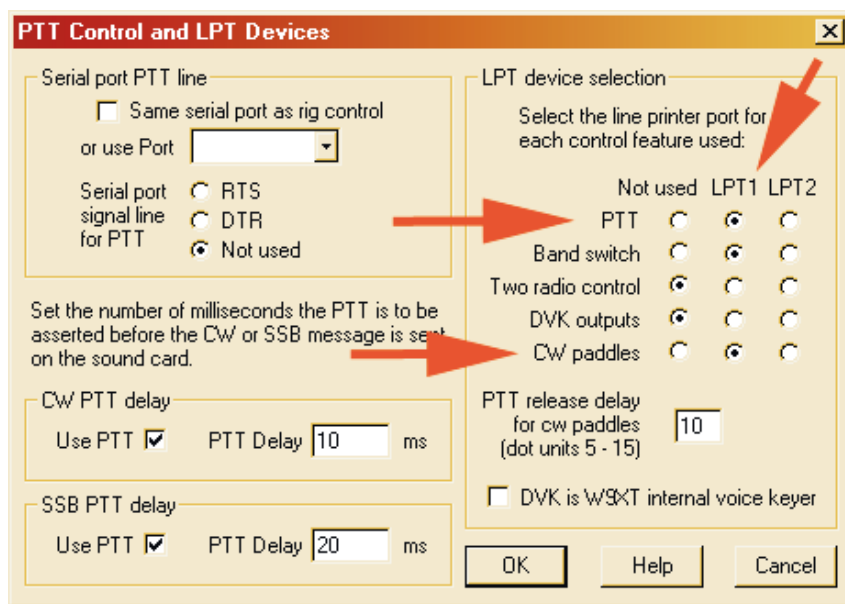 PTT Control and LPT Devices
Serial port PTT line
Same serial port as rig control
or use Port
Serial port
signal line
for PTT
RTS
DTR
Not used
Set the number of milliseconds the PTT is to be
asserted before the CW or SSB message is sent
on the sound card.
CW PTT delay
Use PTT PTT Delay 10 ms
SSB PTT delay
Use PTT PTT Delay 20 ms
LPT device selection
Select the line printer port for
each control feature used:
Not used LPT1 LPT2
PTT
Band switch
Two radio control
DVK outputs
CW paddles
PTT release delay
for cw paddles
(dot units 5 - 15)
10
DVK is W9XT internal voice keyer
OK Help Cancel